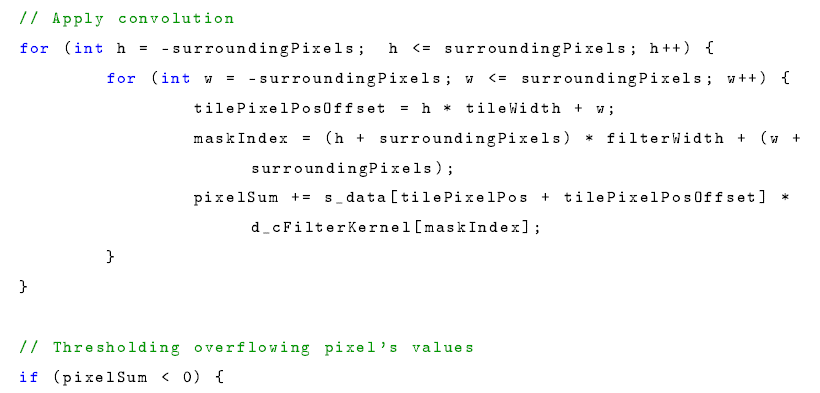 // Apply convolution
for (int h = -surroundingPixels;  h <= surroundingPixels; h++) {
        for (int w = -surroundingPixels; w <= surroundingPixels; w++) {
                tilePixelPosOffset = h * tileWidth + w;
                maskIndex = (h + surroundingPixels) * filterWidth + (w +
                     surroundingPixels);
                pixelSum += s_data[tilePixelPos + tilePixelPosOffset] *
                     d_cFilterKernel[maskIndex];
        }
}

// Thresholding overflowing pixel's values
if (pixelSum < 0) {